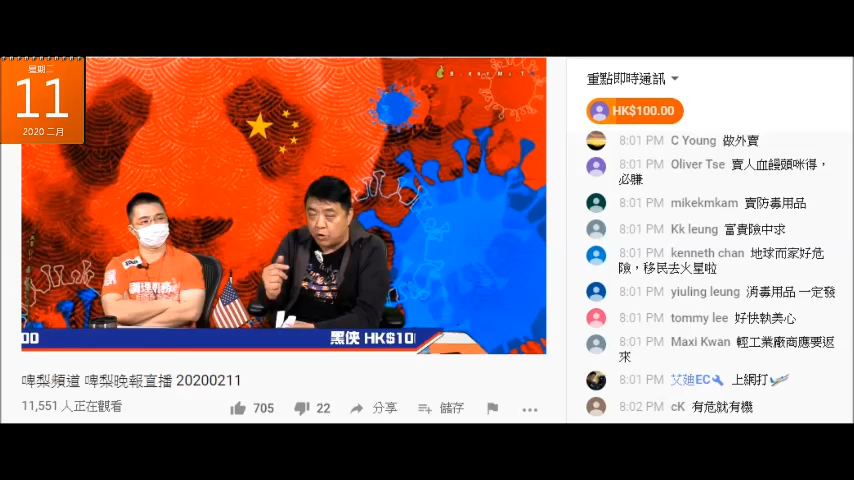 星期二
11
2020 二月
00
黑侠 HK$10
啤梨頻道 啤梨晚報直播 20200211
11,551 人正在觀看
705
22
分享
儲存
重點即時通訊
HK$100.00
8:01 PM C Young 做外賣
8:01 PM Oliver Tse 賣人血饅頭咪得，
必賺
8:01 PM mikekmkam 賣防毒用品
8:01 PM Kk leung 富貴險中求
8:01 PM kenneth chan 地球而家好危
險，移民去火星啦
8:01 PM yiuling leung 消毒用品 一定發
8:01 PM tommy lee 好快執美心
8:01 PM Maxi Kwan 輕工業廠商應要返
來
8:01 PM 艾迪EC 上網打
8:02 PM cK 有危就有機